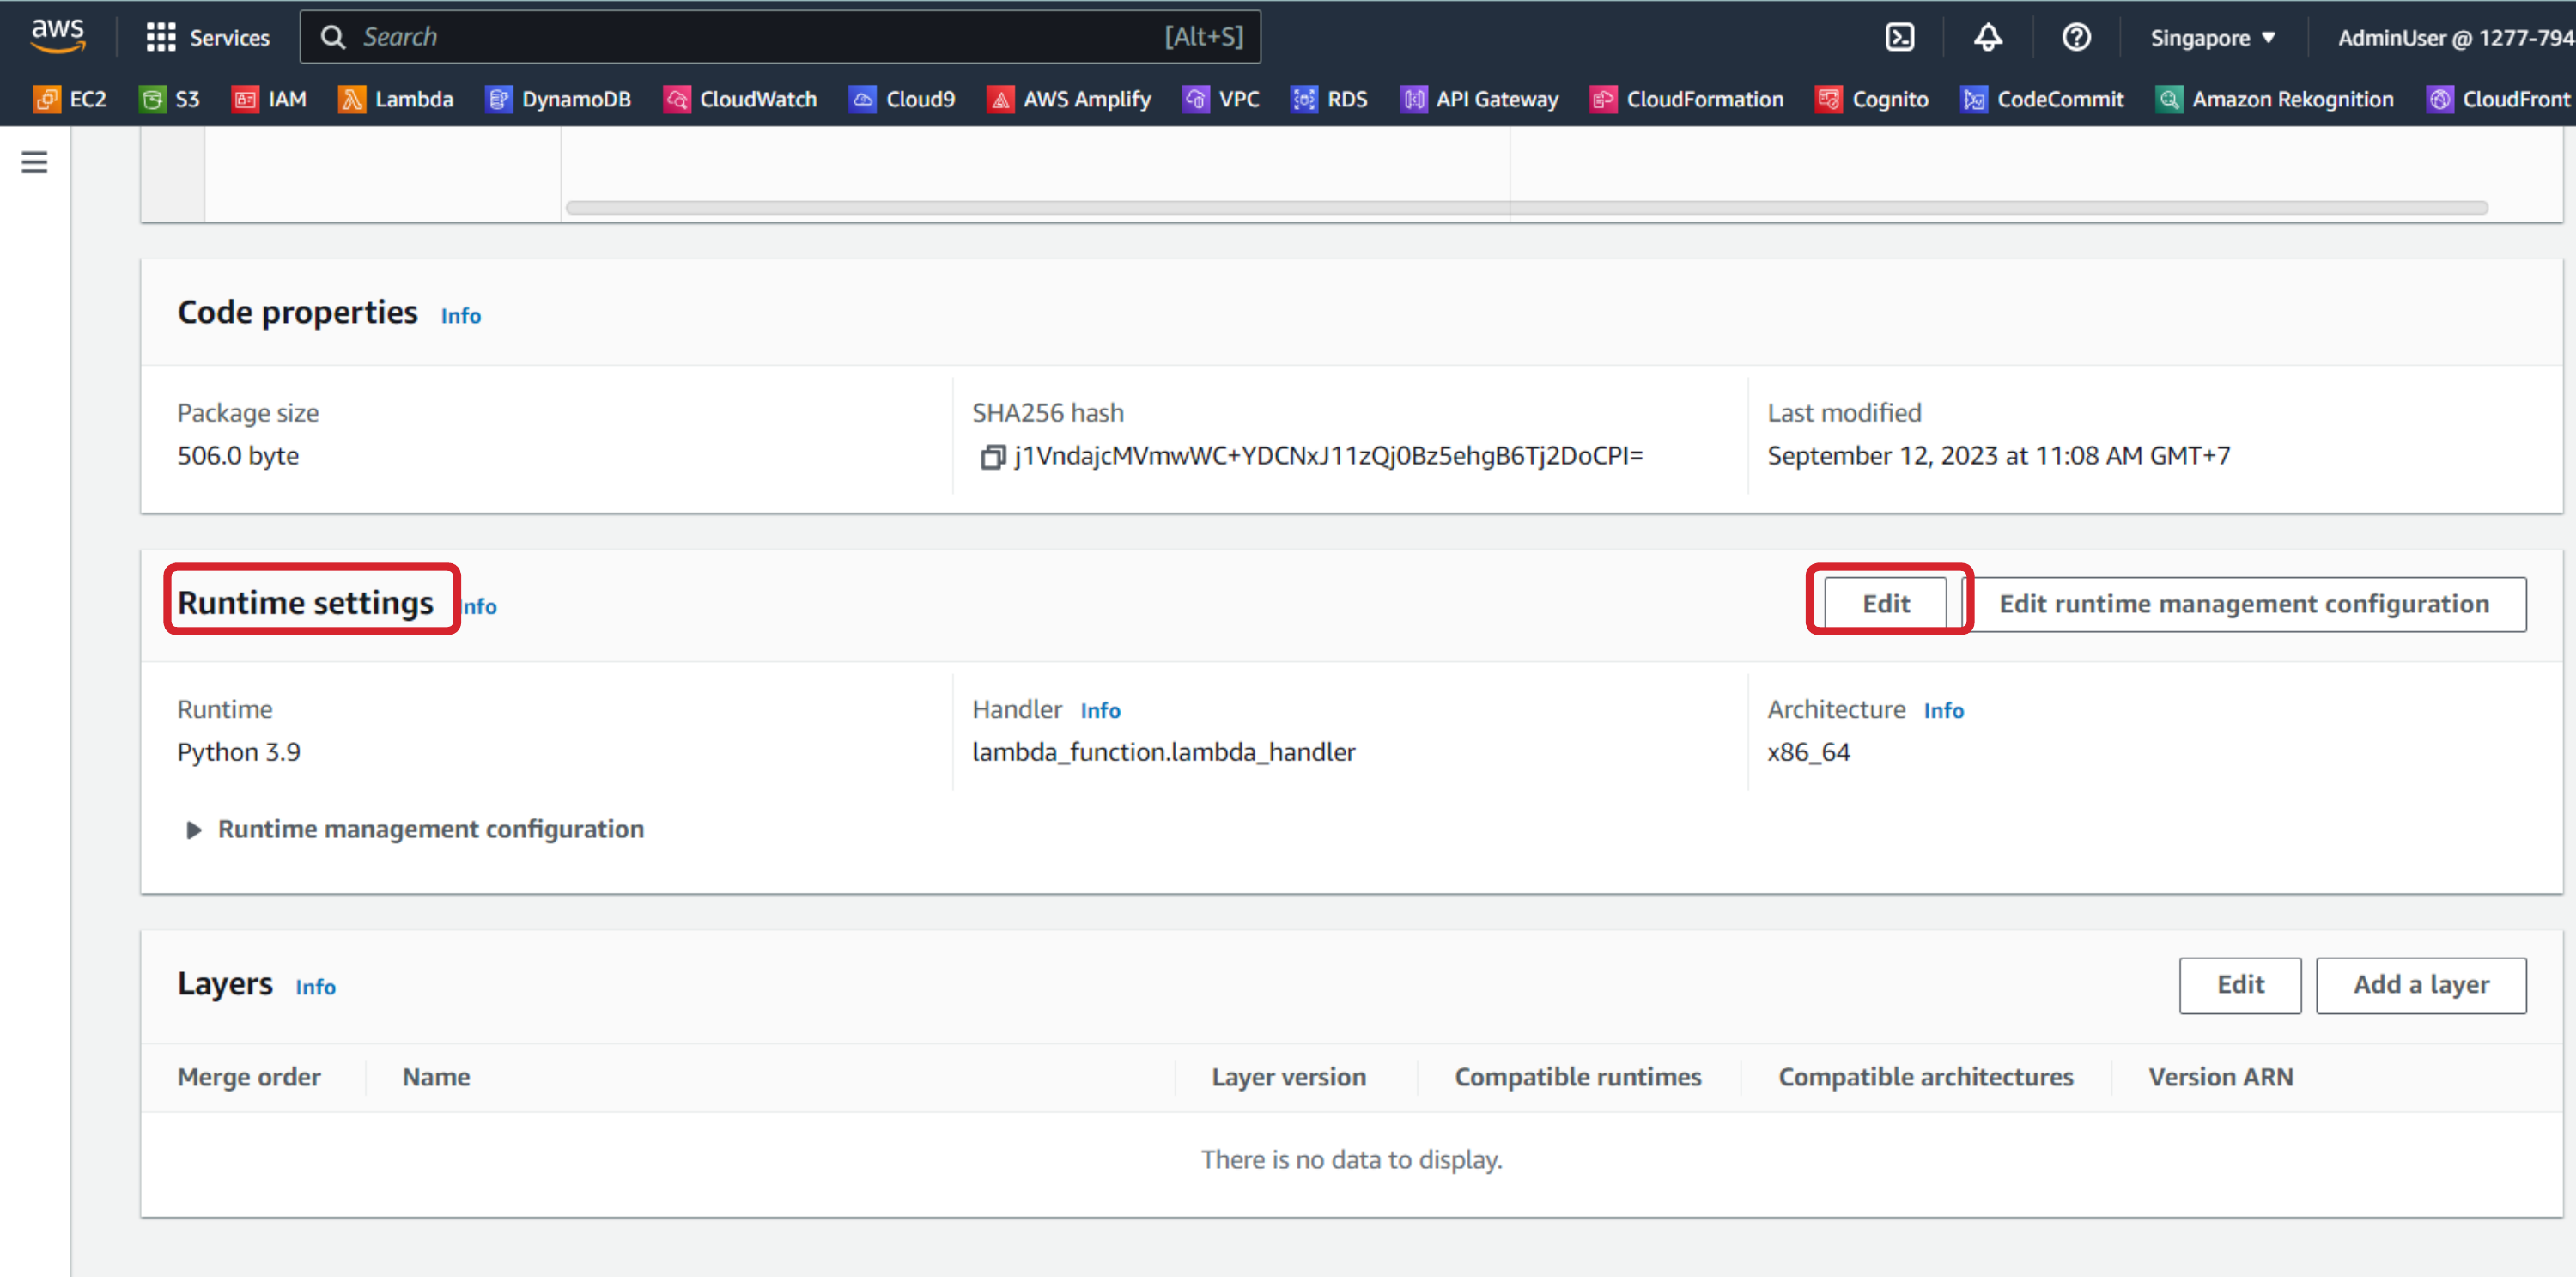 aws Services Search [Alt+S] Singapore AdminUser @ 1277-794
EC2 S3 IAM Lambda DynamoDB CloudWatch Cloud9 AWS Amplify VPC RDS API Gateway CloudFormation Cognito CodeCommit Amazon Rekognition CloudFront
Code properties Info
Package size SHA256 hash Last modified
506.0 byte j1VndajcMVmwWC+YDCNxJ11zQj0Bz5ehgB6Tj2DoCPI= September 12, 2023 at 11:08 AM GMT+7
Runtime settings nfo Edit Edit runtime management configuration
Runtime Handler Info Architecture Info
Python 3.9 lambda_function.lambda_handler x86_64
Runtime management configuration
Layers Info Edit Add a layer
Merge order Name Layer version Compatible runtimes Compatible architectures Version ARN
There is no data to display.